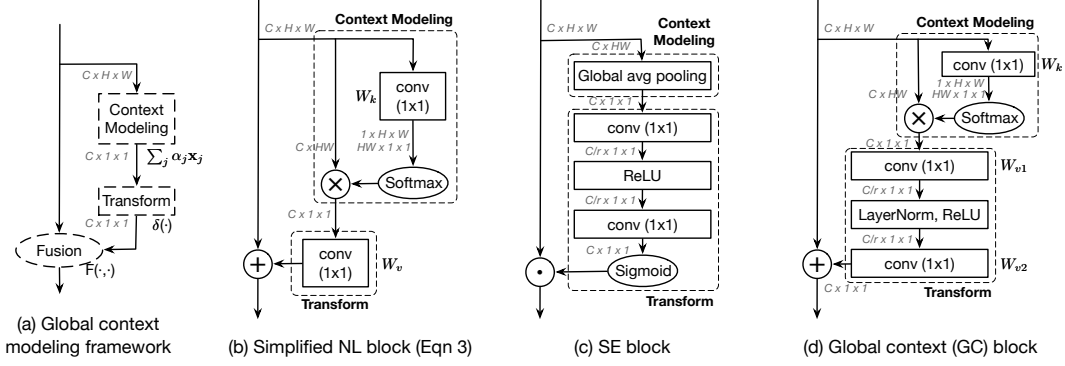 C x H x W
Context
Modeling
C x 1 x 1
∑j αjxj
Transform
C x 1 x 1
δ(·)
Fusion
F(·,·)
(a) Global context
modeling framework
Context Modeling
C x H x W
Wk
conv
(1x1)
1 x H x W
HW x 1 x 1
C x HW
×
Softmax
C x 1 x 1
conv
(1x1)
Wv
+
Transform
(b) Simplified NL block (Eqn 3)
C x H x W
Context
Modeling
C x HW
Global avg pooling
C x 1 x 1
conv (1x1)
C/r x 1 x 1
ReLU
C/r x 1 x 1
conv (1x1)
C x 1 x 1
Sigmoid
·
Transform
(c) SE block
Context Modeling
C x H x W
conv (1x1)
Wk
1 x H x W
C x HW
HW x 1 x 1
×
Softmax
C x 1 x 1
conv (1x1)
Wv1
C/r x 1 x 1
LayerNorm, ReLU
C/r x 1 x 1
conv (1x1)
Wv2
+
C x 1 x 1
Transform
(d) Global context (GC) block